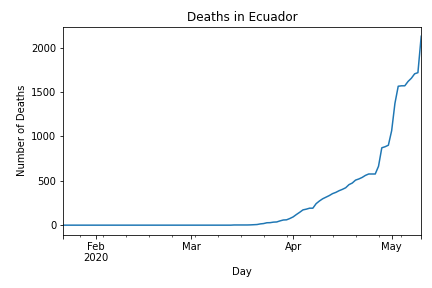 Deaths in Ecuador
Number of Deaths
2000
1500
1000
500
0
Feb
2020
Mar
Apr
May
Day